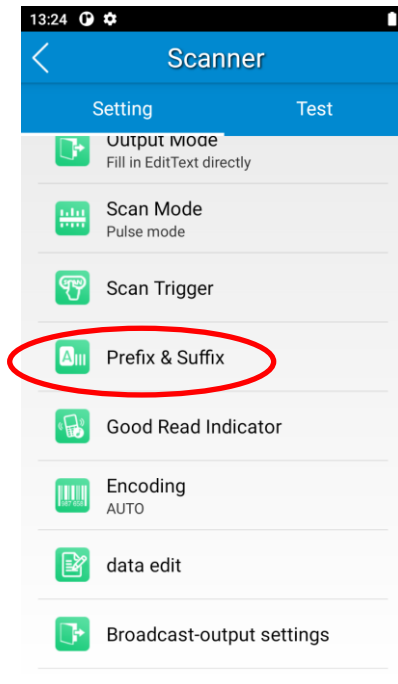 13:24
Scanner
Setting
Test
Output Mode
Fill in EditText directly
Scan Mode
Pulse mode
Scan Trigger
Prefix & Suffix
Good Read Indicator
Encoding
AUTO
data edit
Broadcast-output settings